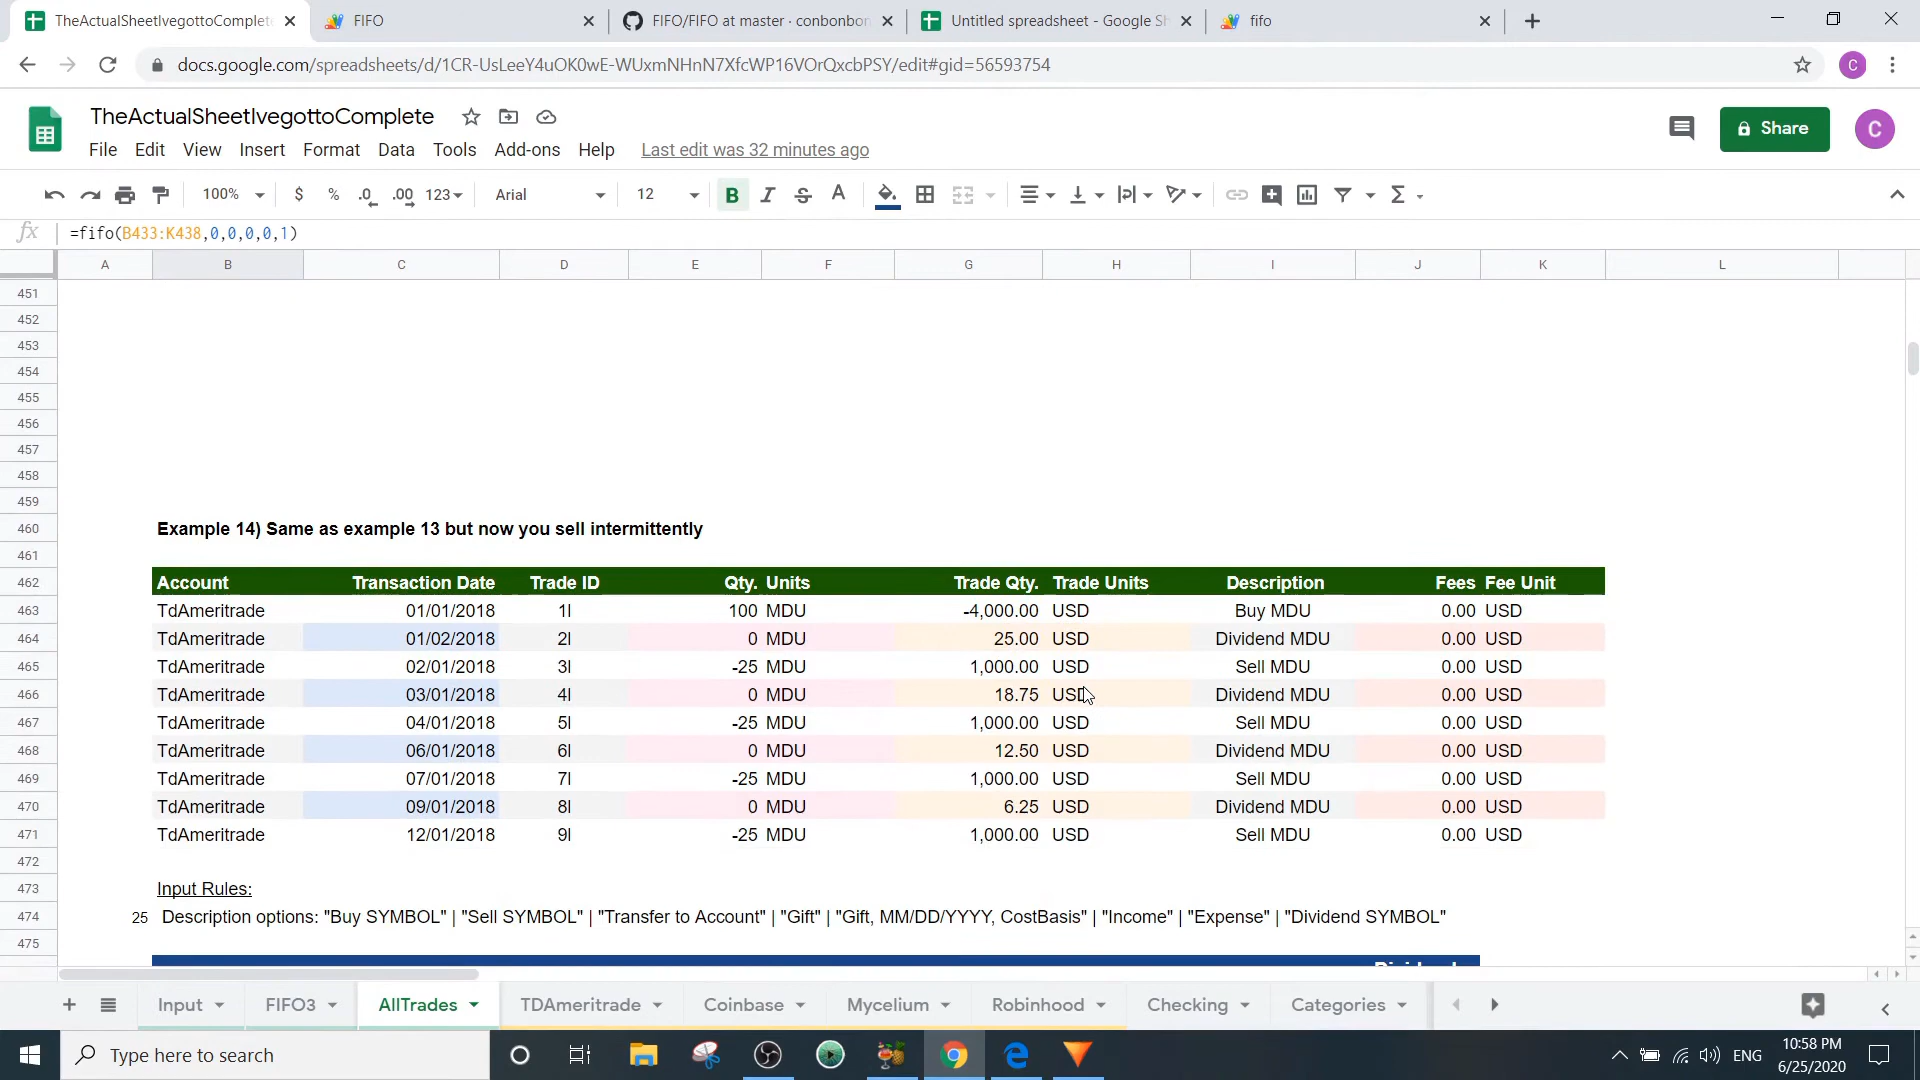 TheActualSheetIvegottoComplete
FIFO
FIFO/FIFO at master · conbonbon
Untitled spreadsheet - Google Sh
fifo
docs.google.com/spreadsheets/d/1CR-UsLeeY4uOK0wE-WUxmNHnN7XfcWP16VOrQxcbPSY/edit#gid=56593754
C
TheActualSheetIvegottoComplete
Share
C
File Edit View Insert Format Data Tools Add-ons Help Last edit was 32 minutes ago
100% $ % .0 .00 123 Arial 12 B I S A Σ
fx =fifo(B433:K438,0,0,0,0,1)
A B C D E F G H I J K L
451
452
453
454
455
456
457
458
459
460 Example 14) Same as example 13 but now you sell intermittently
461
462 Account Transaction Date Trade ID Qty. Units Trade Qty. Trade Units Description Fees Fee Unit
463 TdAmeritrade 01/01/2018 1l 100 MDU -4,000.00 USD Buy MDU 0.00 USD
464 TdAmeritrade 01/02/2018 2l 0 MDU 25.00 USD Dividend MDU 0.00 USD
465 TdAmeritrade 02/01/2018 3l -25 MDU 1,000.00 USD Sell MDU 0.00 USD
466 TdAmeritrade 03/01/2018 4l 0 MDU 18.75 USD Dividend MDU 0.00 USD
467 TdAmeritrade 04/01/2018 5l -25 MDU 1,000.00 USD Sell MDU 0.00 USD
468 TdAmeritrade 06/01/2018 6l 0 MDU 12.50 USD Dividend MDU 0.00 USD
469 TdAmeritrade 07/01/2018 7l -25 MDU 1,000.00 USD Sell MDU 0.00 USD
470 TdAmeritrade 09/01/2018 8l 0 MDU 6.25 USD Dividend MDU 0.00 USD
471 TdAmeritrade 12/01/2018 9l -25 MDU 1,000.00 USD Sell MDU 0.00 USD
472
473 Input Rules:
474 25 Description options: "Buy SYMBOL" | "Sell SYMBOL" | "Transfer to Account" | "Gift" | "Gift, MM/DD/YYYY, CostBasis" | "Income" | "Expense" | "Dividend SYMBOL"
475
Input FIFO3 AllTrades TDAmeritrade Coinbase Mycelium Robinhood Checking Categories
Type here to search
ENG
10:58 PM
6/25/2020